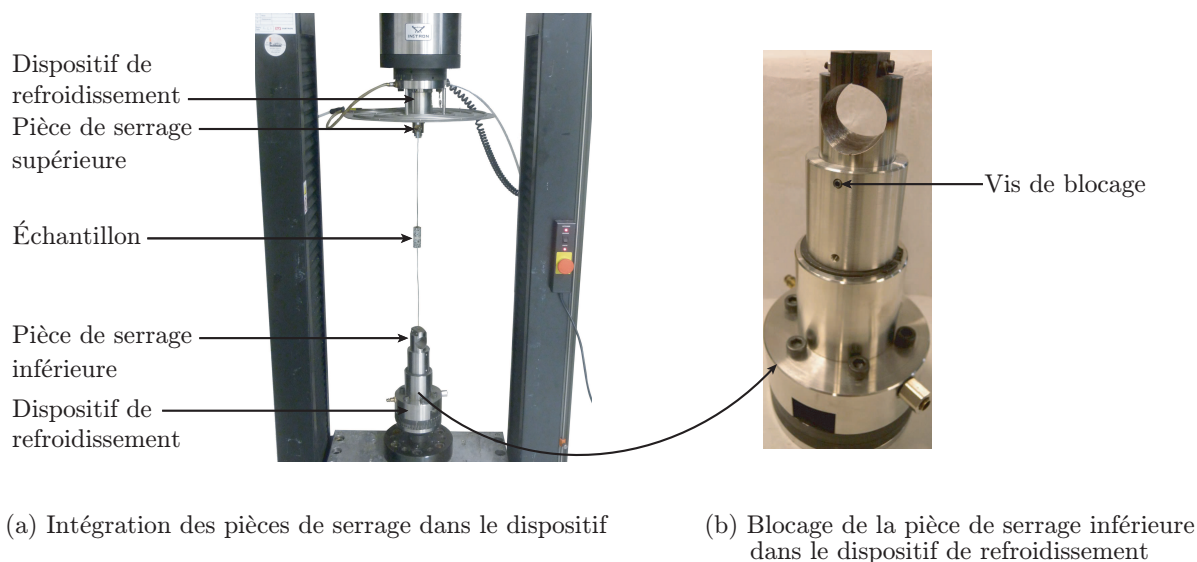 Dispositif de
refroidissement
Pièce de serrage
supérieure
Échantillon
Pièce de serrage
inférieure
Dispositif de
refroidissement
Vis de blocage
(a) Intégration des pièces de serrage dans le dispositif
(b) Blocage de la pièce de serrage inférieure
dans le dispositif de refroidissement